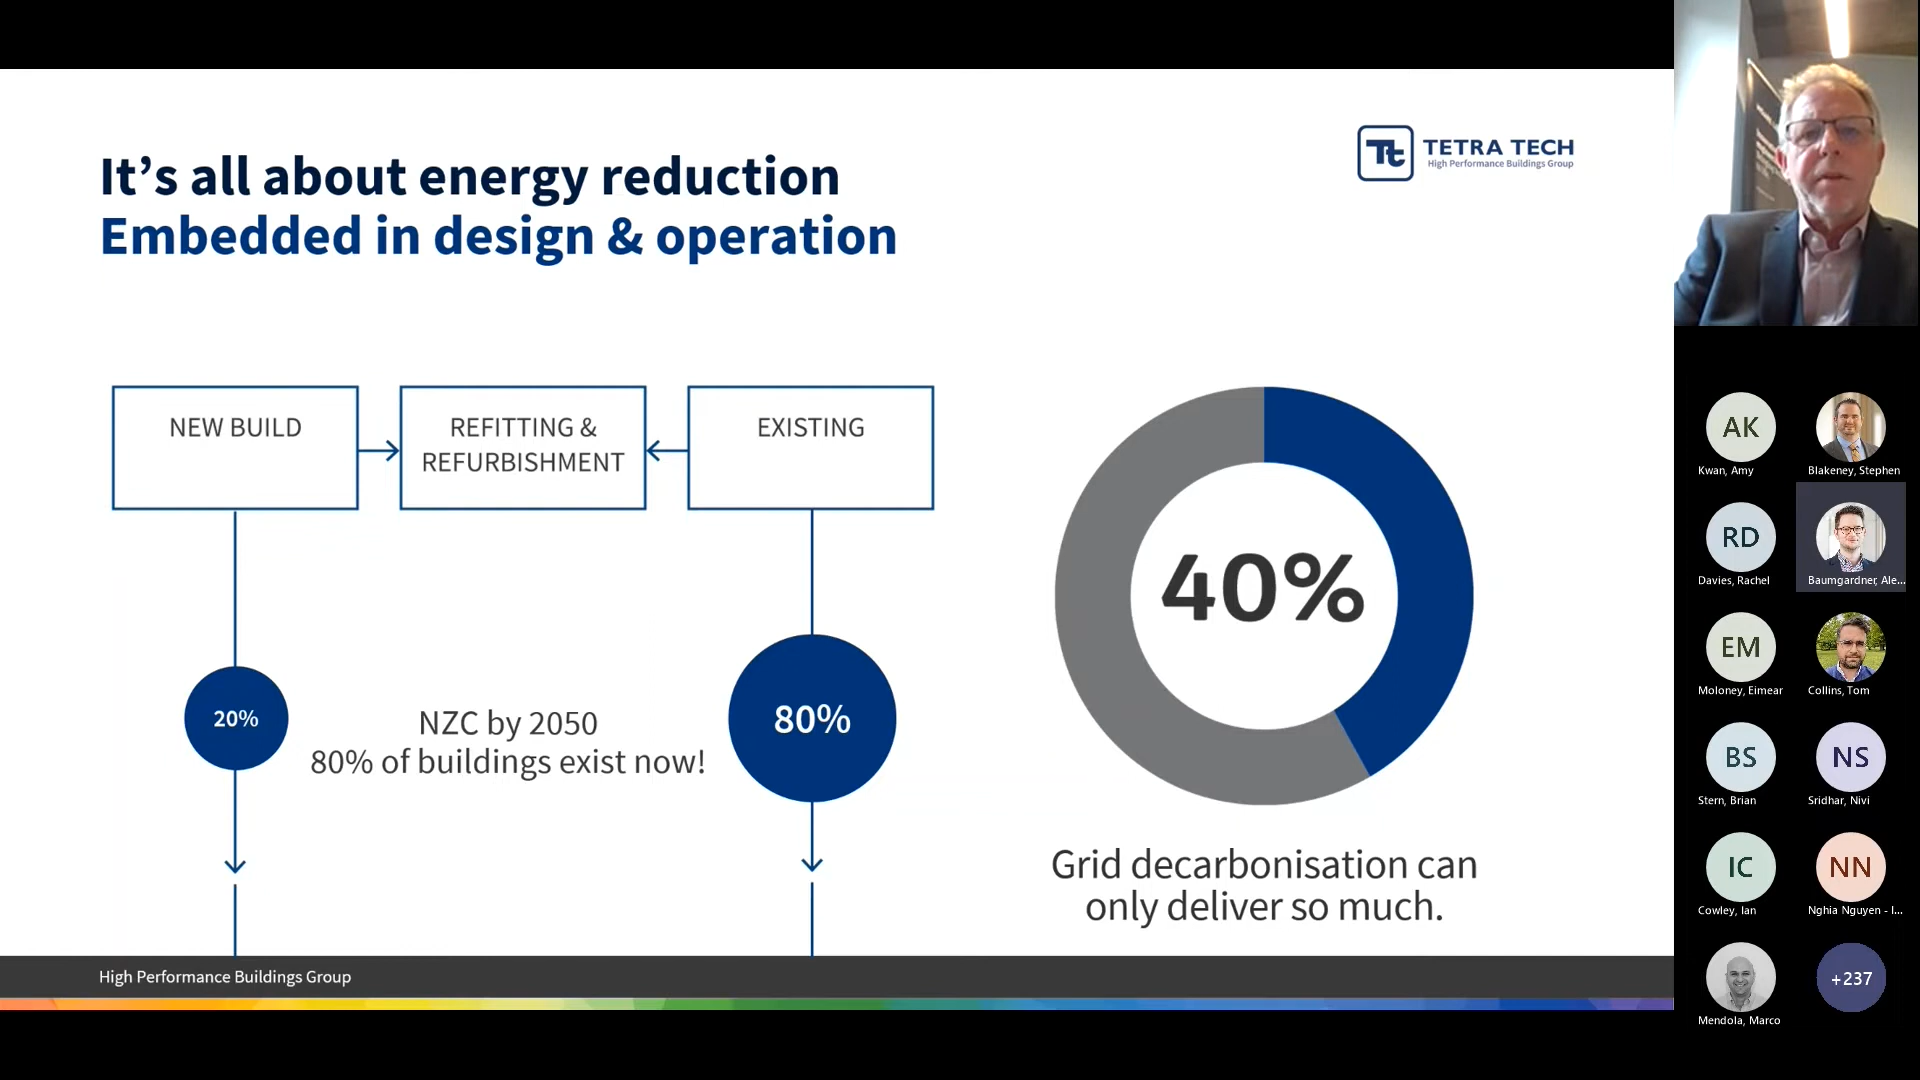 It’s all about energy reduction
Embedded in design & operation
Tt
TETRA TECH
High Performance Buildings Group
NEW BUILD
REFITTING &
REFURBISHMENT
EXISTING
20%
NZC by 2050
80% of buildings exist now!
80%
40%
Grid decarbonisation can
only deliver so much.
High Performance Buildings Group
AK
Kwan, Amy
Blakeney, Stephen
RD
Davies, Rachel
Baumgardner, Ale...
EM
Moloney, Eimear
Collins, Tom
BS
Stern, Brian
NS
Sridhar, Nivi
IC
Cowley, Ian
NN
Nghia Nguyen - I...
Mendola, Marco
+237